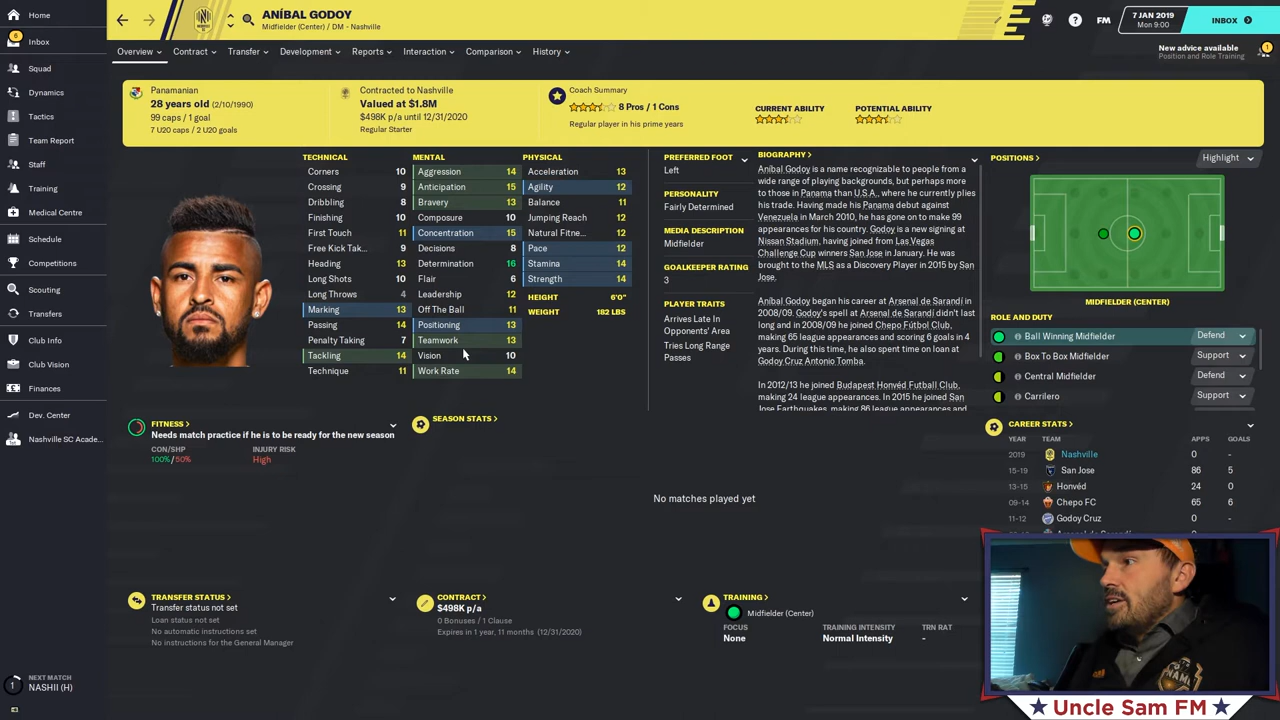 Home
ANÍBAL GODOY
Midfielder (Center) / DM - Nashville
7 JAN 2019
Mon 9:00
INBOX
6
Inbox
Overview
Contract
Transfer
Development
Reports
Interaction
Comparison
History
New advice available
Position and Role Training
1
Squad
Dynamics
Tactics
Team Report
Staff
Training
Medical Centre
Schedule
Competitions
Scouting
Transfers
Club Info
Club Vision
Finances
Dev. Center
Nashville SC Acade...
NEXT MATCH
NASHII (H)
1
Panamanian
28 years old (2/10/1990)
99 caps / 1 goal
7 U20 caps / 2 U20 goals
Contracted to Nashville
Valued at $1.8M
$498K p/a until 12/31/2020
Regular Starter
Coach Summary
8 Pros / 1 Cons
Regular player in his prime years
CURRENT ABILITY
POTENTIAL ABILITY
TECHNICAL
Corners 10
Crossing 9
Dribbling 8
Finishing 10
First Touch 11
Free Kick Tak... 9
Heading 13
Long Shots 10
Long Throws 4
Marking 13
Passing 14
Penalty Taking 7
Tackling 14
Technique 11
MENTAL
Aggression 14
Anticipation 15
Bravery 13
Composure 10
Concentration 15
Decisions 8
Determination 16
Flair 6
Leadership 12
Off The Ball 11
Positioning 13
Teamwork 13
Vision 10
Work Rate 14
PHYSICAL
Acceleration 13
Agility 12
Balance 11
Jumping Reach 12
Natural Fitne... 12
Pace 12
Stamina 14
Strength 14
HEIGHT 6'0"
WEIGHT 182 LBS
PREFERRED FOOT
Left
PERSONALITY
Fairly Determined
MEDIA DESCRIPTION
Midfielder
GOALKEEPER RATING
3
PLAYER TRAITS
Arrives Late In
Opponents' Area
Tries Long Range
Passes
BIOGRAPHY
Aníbal Godoy is a name recognizable to people from a
wide range of playing backgrounds, but perhaps more
to those in Panama than U.S.A., where he currently plies
his trade. Having made his Panama debut against
Venezuela in March 2010, he has gone on to make 99
appearances for his country. Godoy is a new signing at
Nissan Stadium, having joined from Las Vegas
Challenge Cup winners San Jose in January. He was
brought to the MLS as a Discovery Player in 2015 by San
Jose.
Aníbal Godoy began his career at Arsenal de Sarandí in
2008/09. Godoy's spell at Arsenal de Sarandí didn't last
long and in 2008/09 he joined Chepo Fútbol Club,
making 65 league appearances and scoring 6 goals in 4
years. During this time, he also spent time on loan at
Godoy Cruz Antonio Tomba.
In 2012/13 he joined Budapest Honvéd Futball Club,
making 24 league appearances. In 2015 he joined San
Jose Earthquakes, making 86 league appearances and
POSITIONS
Highlight
MIDFIELDER (CENTER)
ROLE AND DUTY
Ball Winning Midfielder Defend
Box To Box Midfielder Support
Central Midfielder Defend
Carrilero Support
FITNESS
Needs match practice if he is to be ready for the new season
CON/SHP
100%/50%
INJURY RISK
High
SEASON STATS
No matches played yet
CAREER STATS
YEAR TEAM APPS GOALS
2019 Nashville 0 -
15-19 San Jose 86 5
13-15 Honvéd 24 0
09-14 Chepo FC 65 6
11-12 Godoy Cruz 0 -
TRANSFER STATUS
Transfer status not set
Loan status not set
No automatic instructions set
No instructions for the General Manager
CONTRACT
$498K p/a
0 Bonuses / 1 Clause
Expires in 1 year, 11 months (12/31/2020)
TRAINING
Midfielder (Center)
FOCUS
None
TRAINING INTENSITY
Normal Intensity
TRN RAT
-
FM
Uncle Sam FM